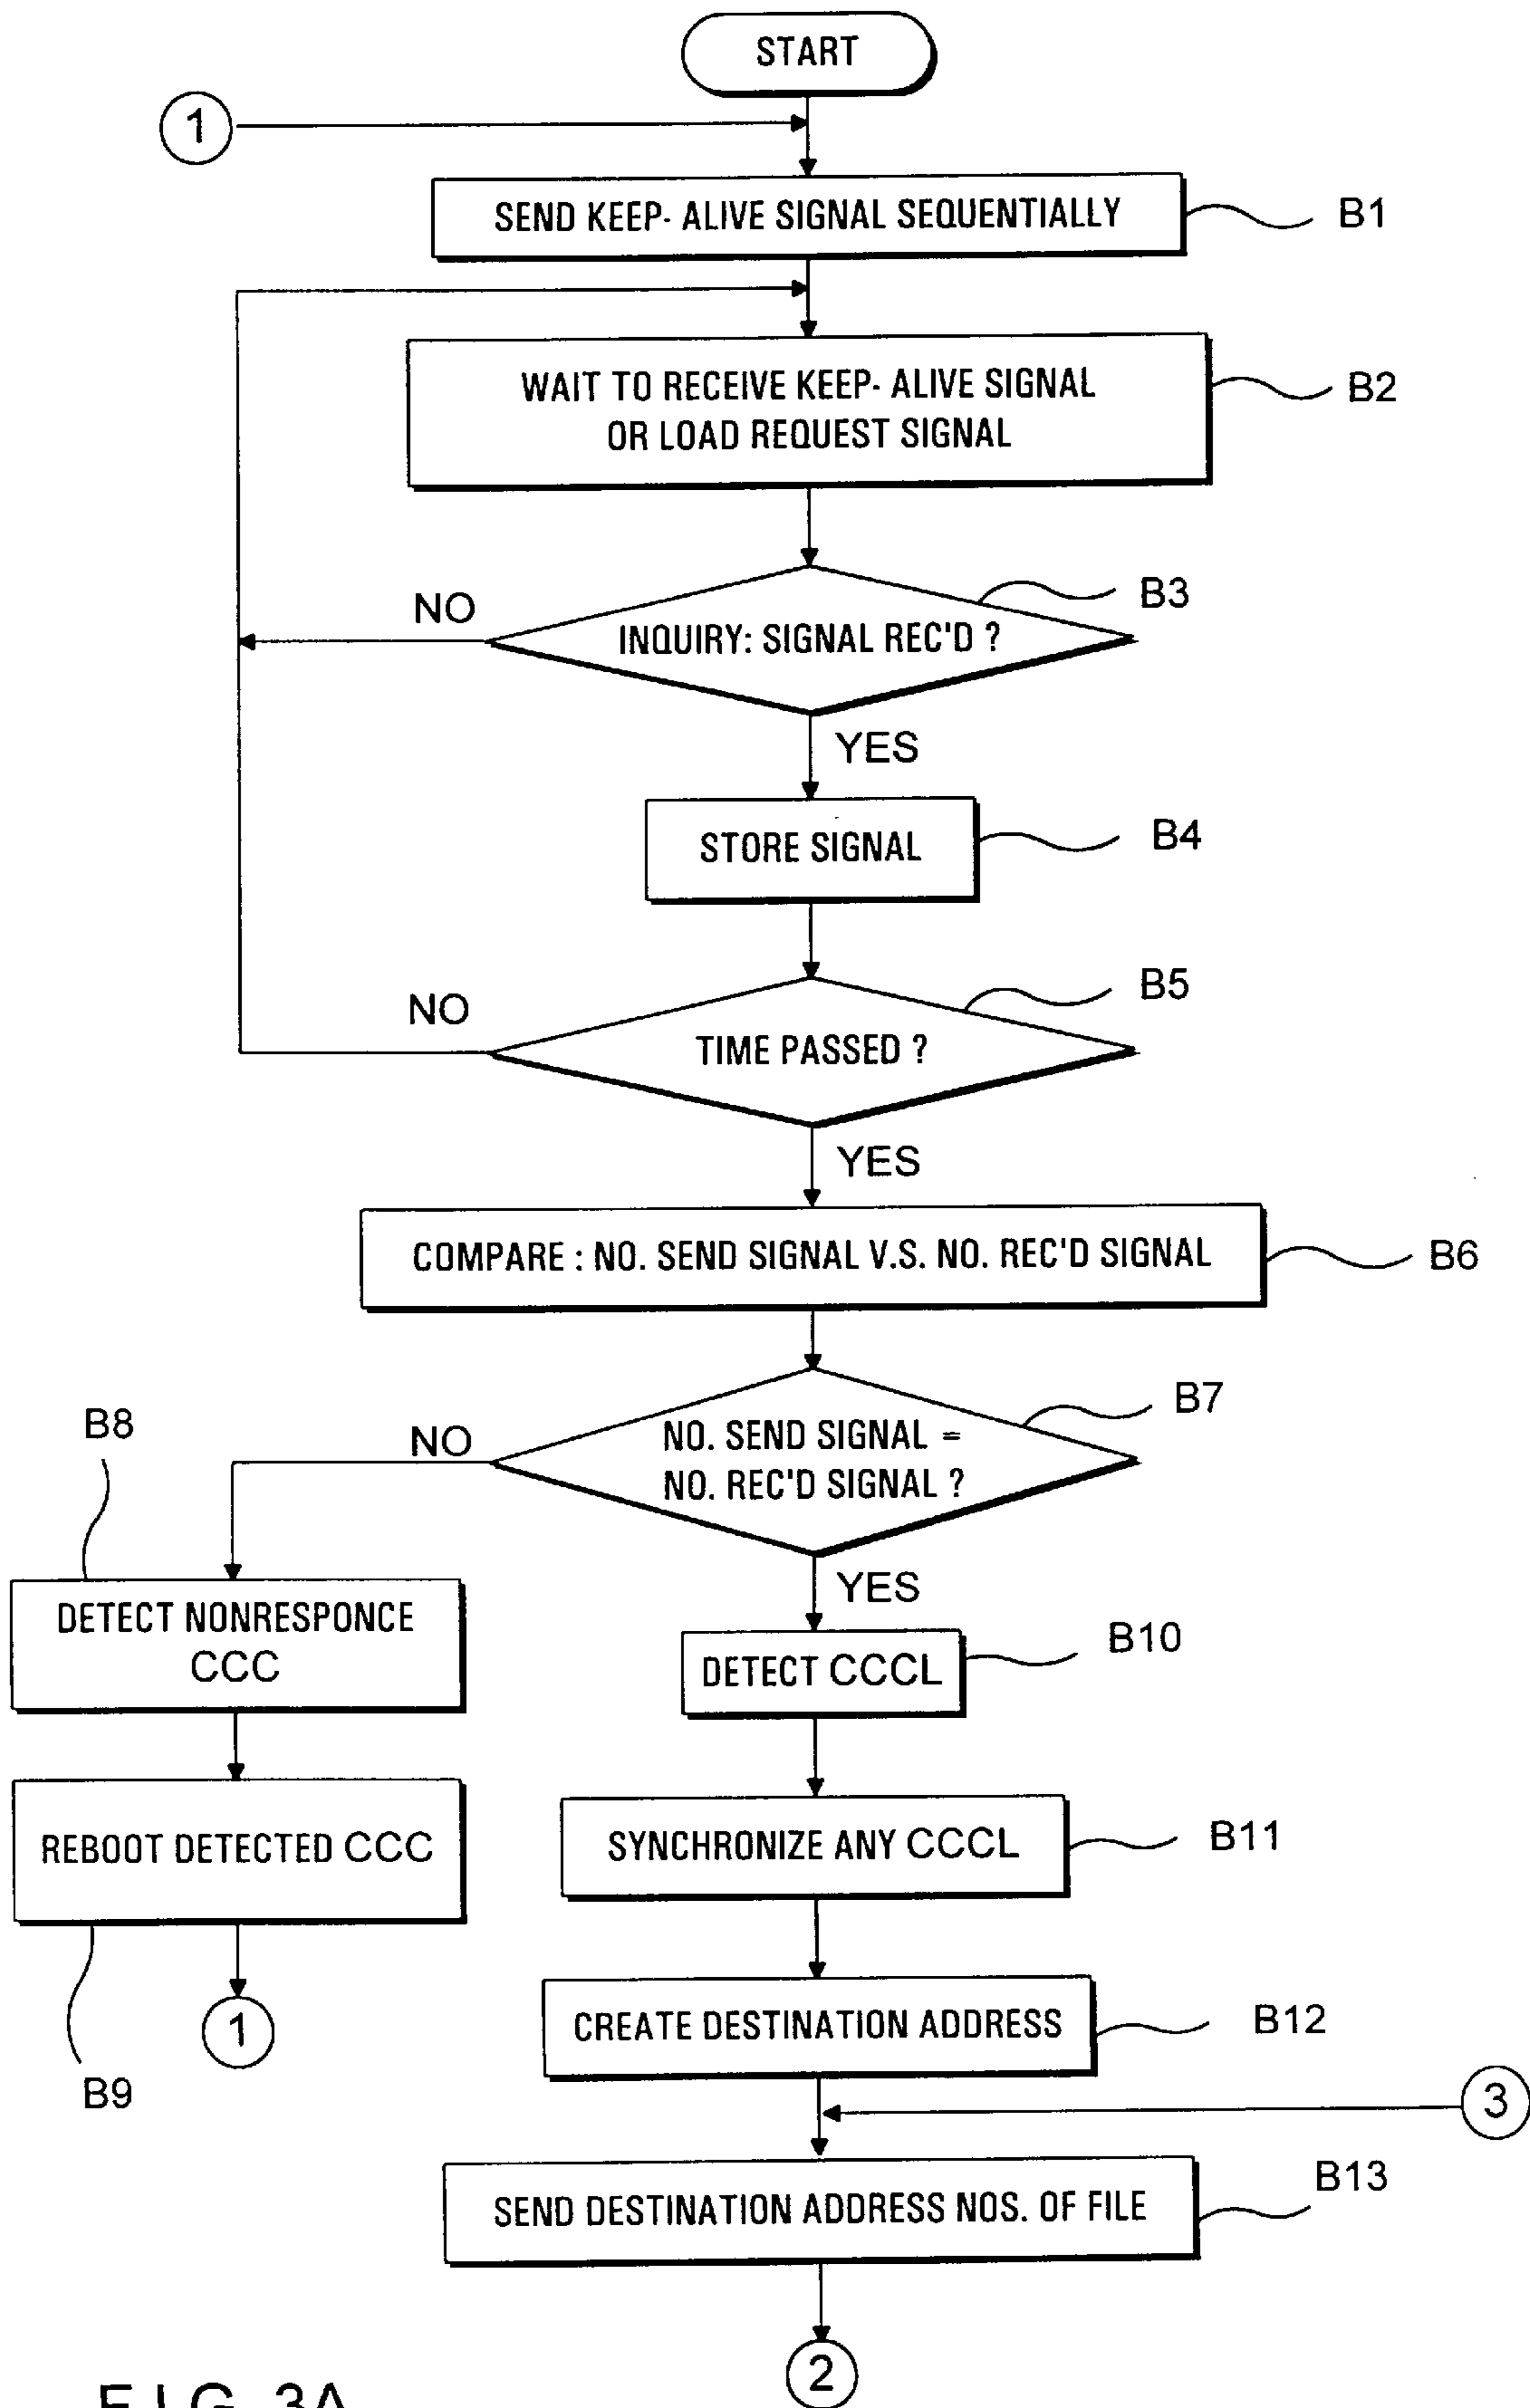 START
1
SEND KEEP- ALIVE SIGNAL SEQUENTIALLY
B1
WAIT TO RECEIVE KEEP- ALIVE SIGNAL
OR LOAD REQUEST SIGNAL
B2
NO
INQUIRY: SIGNAL REC'D ?
B3
YES
STORE SIGNAL
B4
NO
TIME PASSED ?
B5
YES
COMPARE : NO. SEND SIGNAL V.S. NO. REC'D SIGNAL
B6
B8
NO
NO. SEND SIGNAL =
NO. REC'D SIGNAL ?
B7
YES
DETECT NONRESPONCE
CCC
DETECT CCCL
B10
REBOOT DETECTED CCC
SYNCHRONIZE ANY CCCL
B11
1
B9
CREATE DESTINATION ADDRESS
B12
3
SEND DESTINATION ADDRESS NOS. OF FILE
B13
2
FIG. 3A